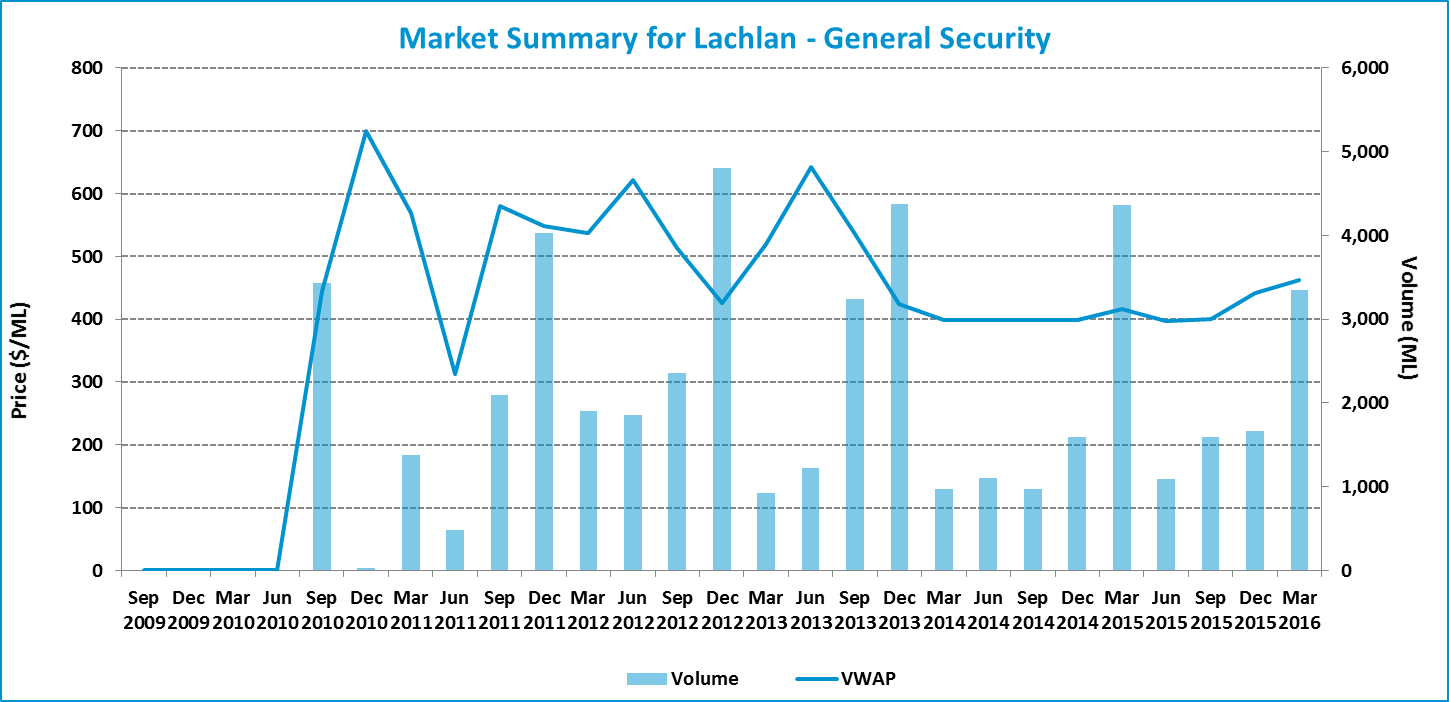 Market Summary for Lachlan - General Security
800
700
600
500
400
300
200
100
0
Price ($/ML)
6,000
5,000
4,000
3,000
2,000
1,000
0
Volume (ML)
Sep Dec Mar Jun Sep Dec Mar Jun Sep Dec Mar Jun Sep Dec Mar Jun Sep Dec Mar Jun Sep Dec Mar Jun Sep Dec Mar
2009 2009 2010 2010 2010 2010 2011 2011 2011 2011 2012 2012 2012 2012 2013 2013 2013 2013 2014 2014 2014 2014 2015 2015 2015 2015 2016
Volume VWAP